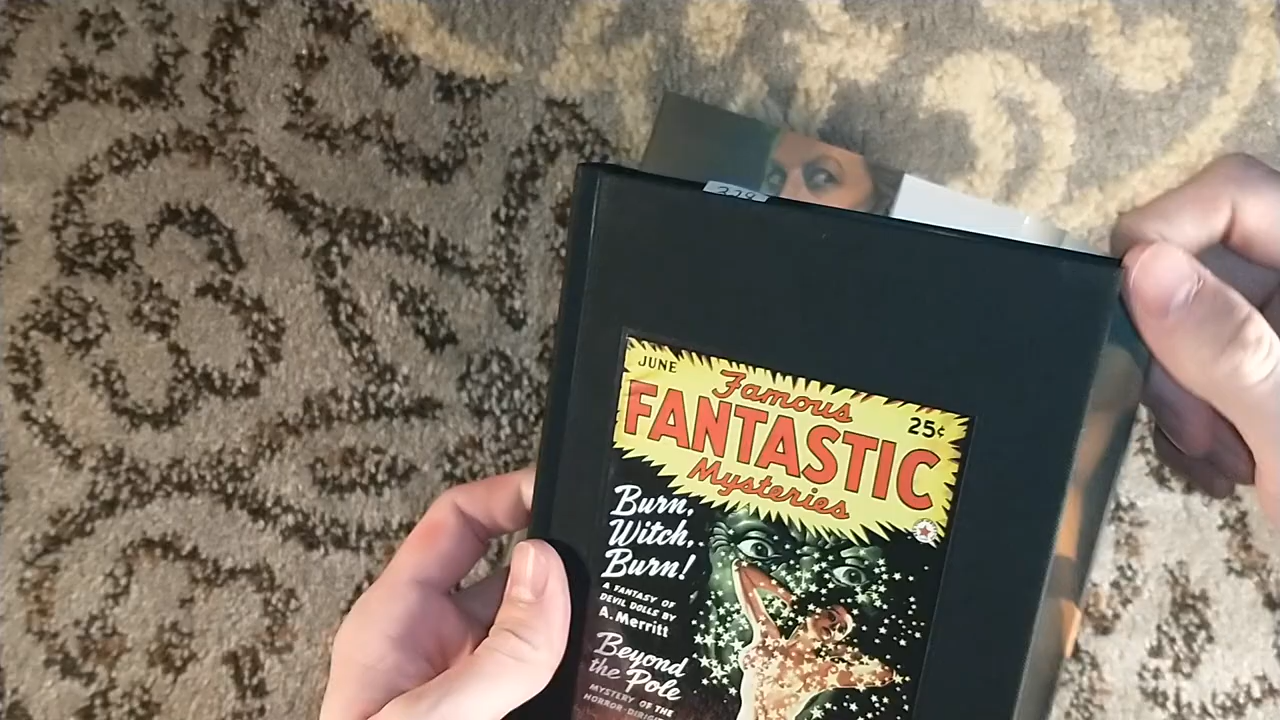 JUNE
Famous
FANTASTIC
25¢
Mysteries
Burn,
Witch,
Burn!
A FANTASY OF
DEVIL DOLLS BY
A. Merritt
Beyond
the Pole
MYSTERY OF THE